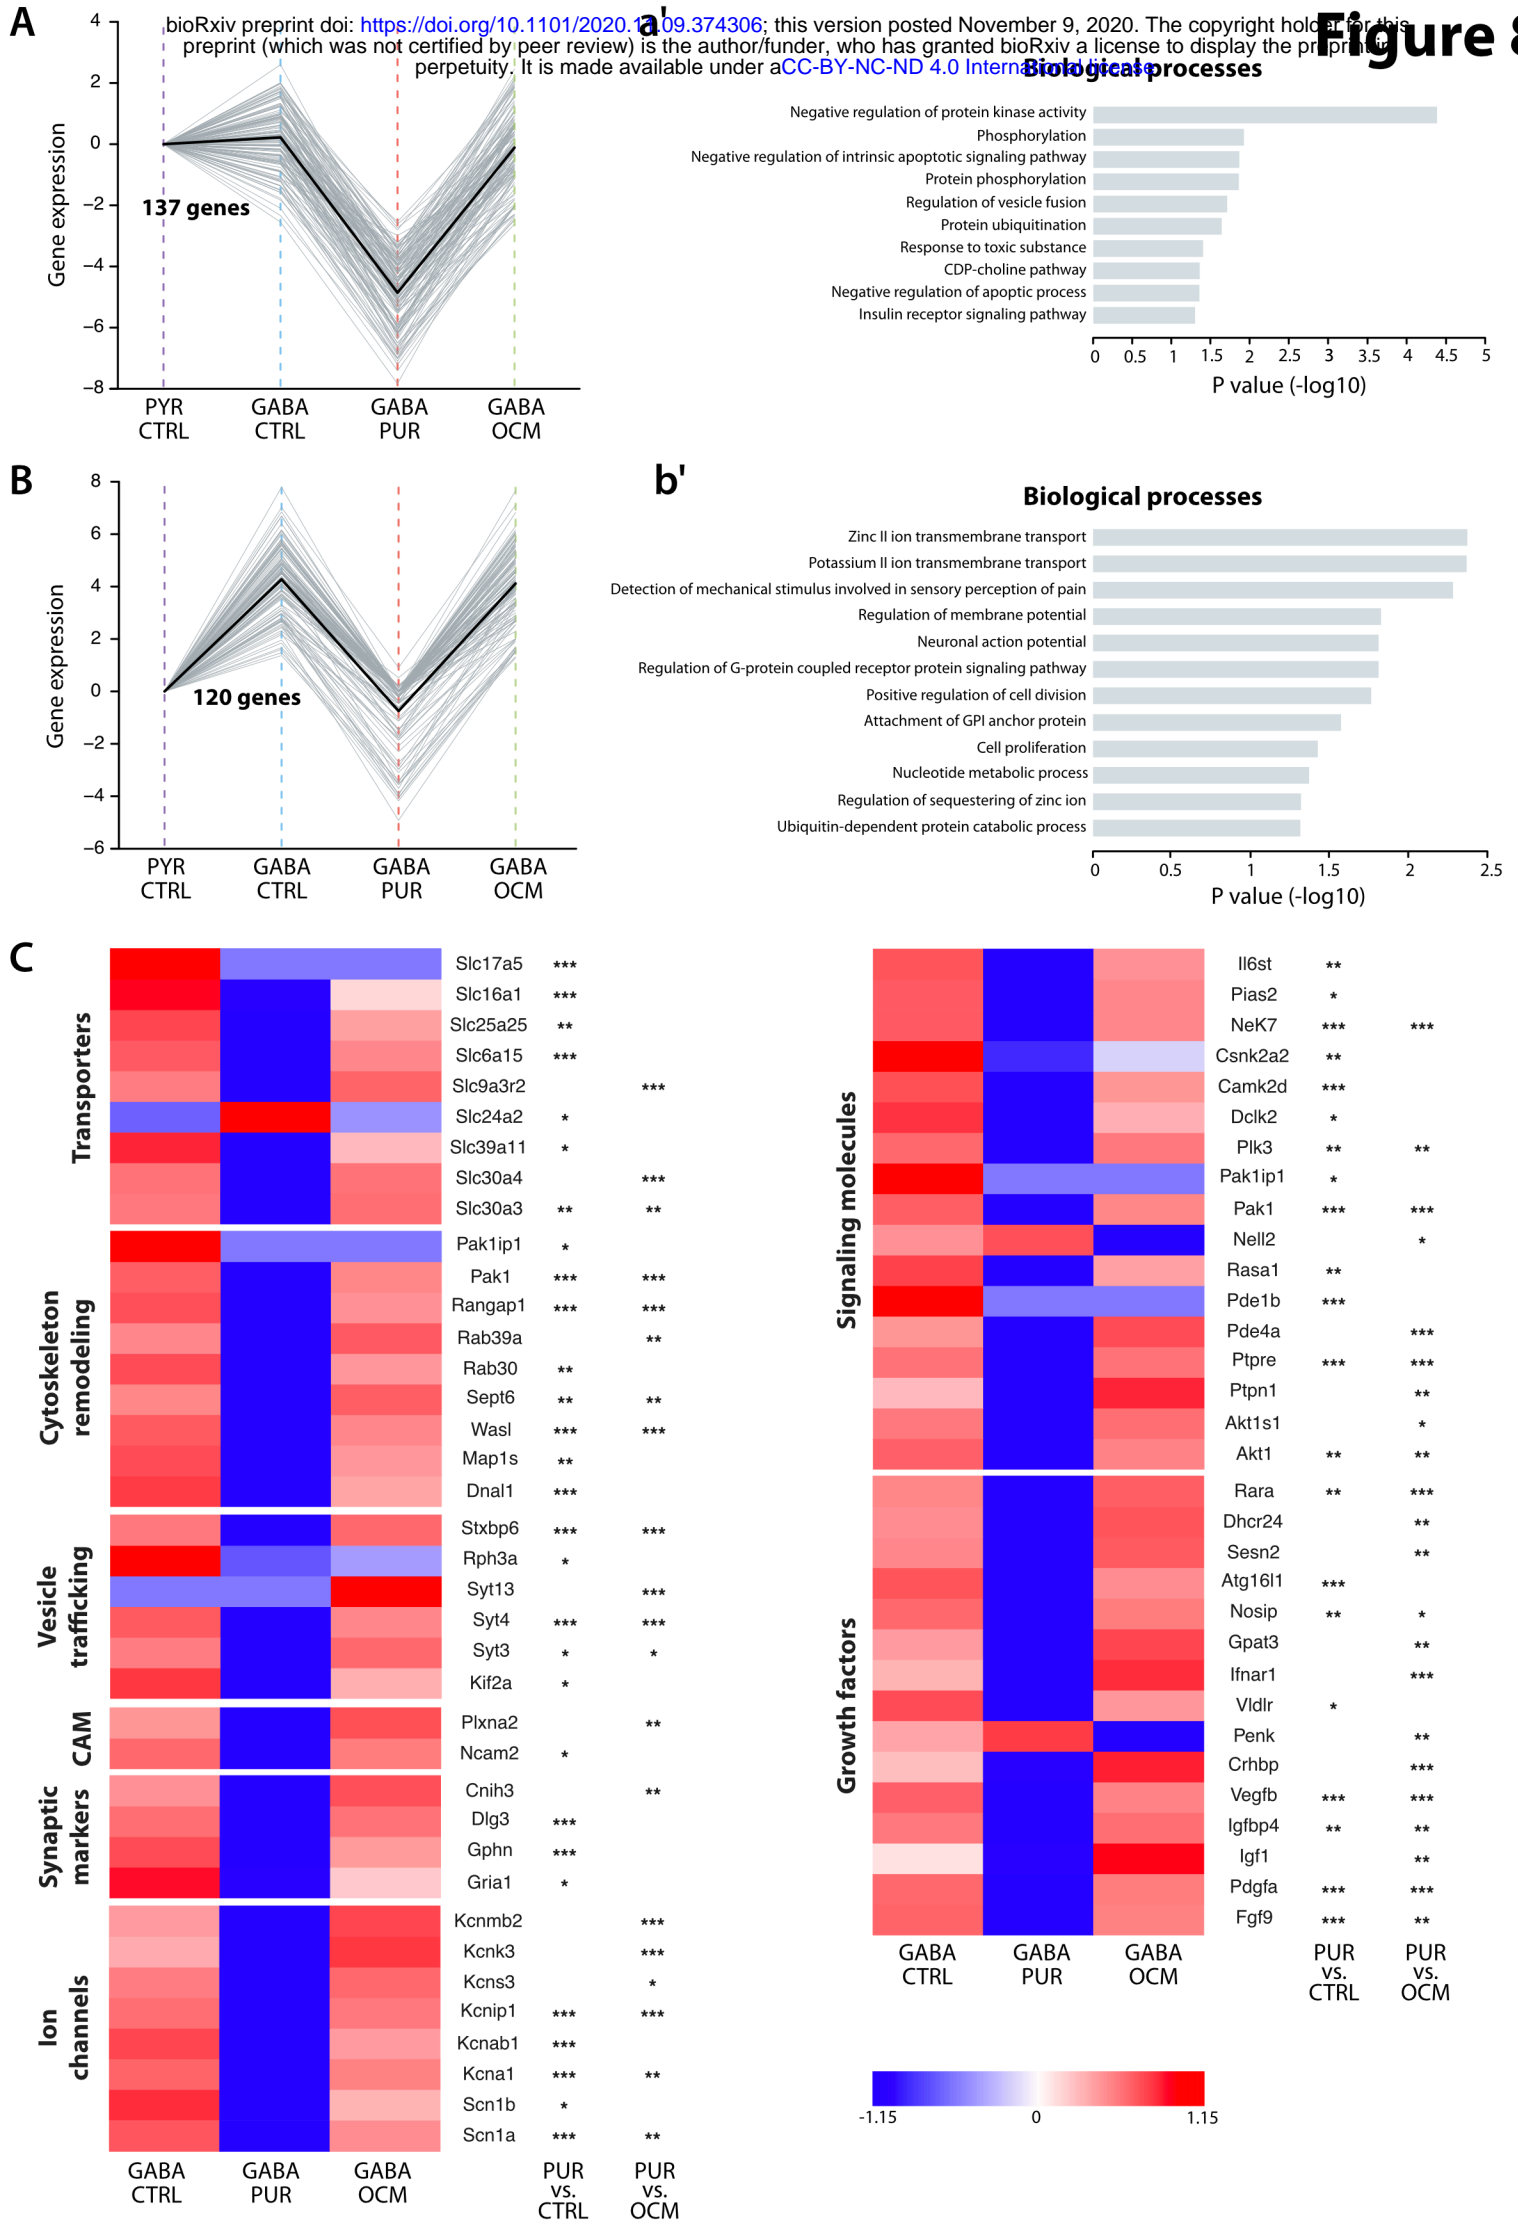 bioRxiv preprint doi: https://doi.org/10.1101/2020.11.09.374306; this version posted November 9, 2020. The copyright holder for this
preprint (which was not certified by peer review) is the author/funder, who has granted bioRxiv a license to display the preprint in
perpetuity. It is made available under aCC-BY-NC-ND 4.0 International license.
Figure 8
A
4
2
0
−2
−4
−6
−8
Gene expression
137 genes
PYR CTRL
GABA CTRL
GABA PUR
GABA OCM
a'
Biological processes
Negative regulation of protein kinase activity
Phosphorylation
Negative regulation of intrinsic apoptotic signaling pathway
Protein phosphorylation
Regulation of vesicle fusion
Protein ubiquitination
Response to toxic substance
CDP-choline pathway
Negative regulation of apoptic process
Insulin receptor signaling pathway
0 0.5 1 1.5 2 2.5 3 3.5 4 4.5 5
P value (-log10)
B
8
6
4
2
0
−2
−4
−6
Gene expression
120 genes
PYR CTRL
GABA CTRL
GABA PUR
GABA OCM
b'
Biological processes
Zinc II ion transmembrane transport
Potassium II ion transmembrane transport
Detection of mechanical stimulus involved in sensory perception of pain
Regulation of membrane potential
Neuronal action potential
Regulation of G-protein coupled receptor protein signaling pathway
Positive regulation of cell division
Attachment of GPI anchor protein
Cell proliferation
Nucleotide metabolic process
Regulation of sequestering of zinc ion
Ubiquitin-dependent protein catabolic process
0 0.5 1 1.5 2 2.5
P value (-log10)
C
Transporters
Slc17a5 ***
Slc16a1 ***
Slc25a25 **
Slc6a15 ***
Slc9a3r2 ***
Slc24a2 *
Slc39a11 *
Slc30a4 ***
Slc30a3 ** **
Cytoskeleton remodeling
Pak1ip1 *
Pak1 *** ***
Rangap1 *** ***
Rab39a **
Rab30 **
Sept6 ** **
Wasl *** ***
Map1s **
Dnal1 ***
Vesicle trafficking
Stxbp6 *** ***
Rph3a *
Syt13 ***
Syt4 *** ***
Syt3 * *
Kif2a *
CAM
Plxna2 **
Ncam2 *
Synaptic markers
Cnih3 **
Dlg3 ***
Gphn ***
Gria1 *
Ion channels
Kcnmb2 ***
Kcnk3 ***
Kcns3 *
Kcnip1 *** ***
Kcnab1 ***
Kcna1 *** **
Scn1b *
Scn1a *** **
GABA CTRL
GABA PUR
GABA OCM
PUR vs. CTRL
PUR vs. OCM
Signaling molecules
Il6st **
Pias2 *
NeK7 *** ***
Csnk2a2 **
Camk2d ***
Dclk2 *
Plk3 ** **
Pak1ip1 *
Pak1 *** ***
Nell2 *
Rasa1 **
Pde1b ***
Pde4a ***
Ptpre *** ***
Ptpn1 **
Akt1s1 *
Akt1 ** **
Growth factors
Rara ** ***
Dhcr24 **
Sesn2 **
Atg16l1 ***
Nosip ** *
Gpat3 **
Ifnar1 ***
Vldlr *
Penk **
Crhbp ***
Vegfb *** ***
Igfbp4 ** **
Igf1 **
Pdgfa *** ***
Fgf9 *** **
GABA CTRL
GABA PUR
GABA OCM
PUR vs. CTRL
PUR vs. OCM
-1.15 0 1.15